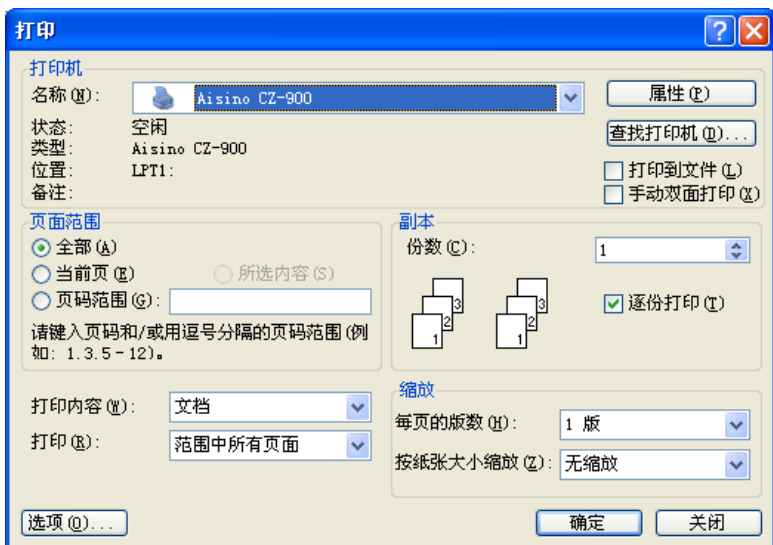 打印
打印机
名称(N):
Aisino CZ-900
属性(P)
状态:
空闲
查找打印机(D)...
类型:
Aisino CZ-900
位置:
LPT1:
打印到文件(L)
备注:
手动双面打印(X)
页面范围
全部(A)
当前页(E)
所选内容(S)
页码范围(G):
请键入页码和/或用逗号分隔的页码范围(例
如: 1.3.5-12)。
副本
份数(C):
1
3
2
1
3
2
1
逐份打印(T)
打印内容(W):
文档
打印(R):
范围中所有页面
缩放
每页的版数(H):
1 版
按纸张大小缩放(Z):
无缩放
选项(O)...
确定
关闭